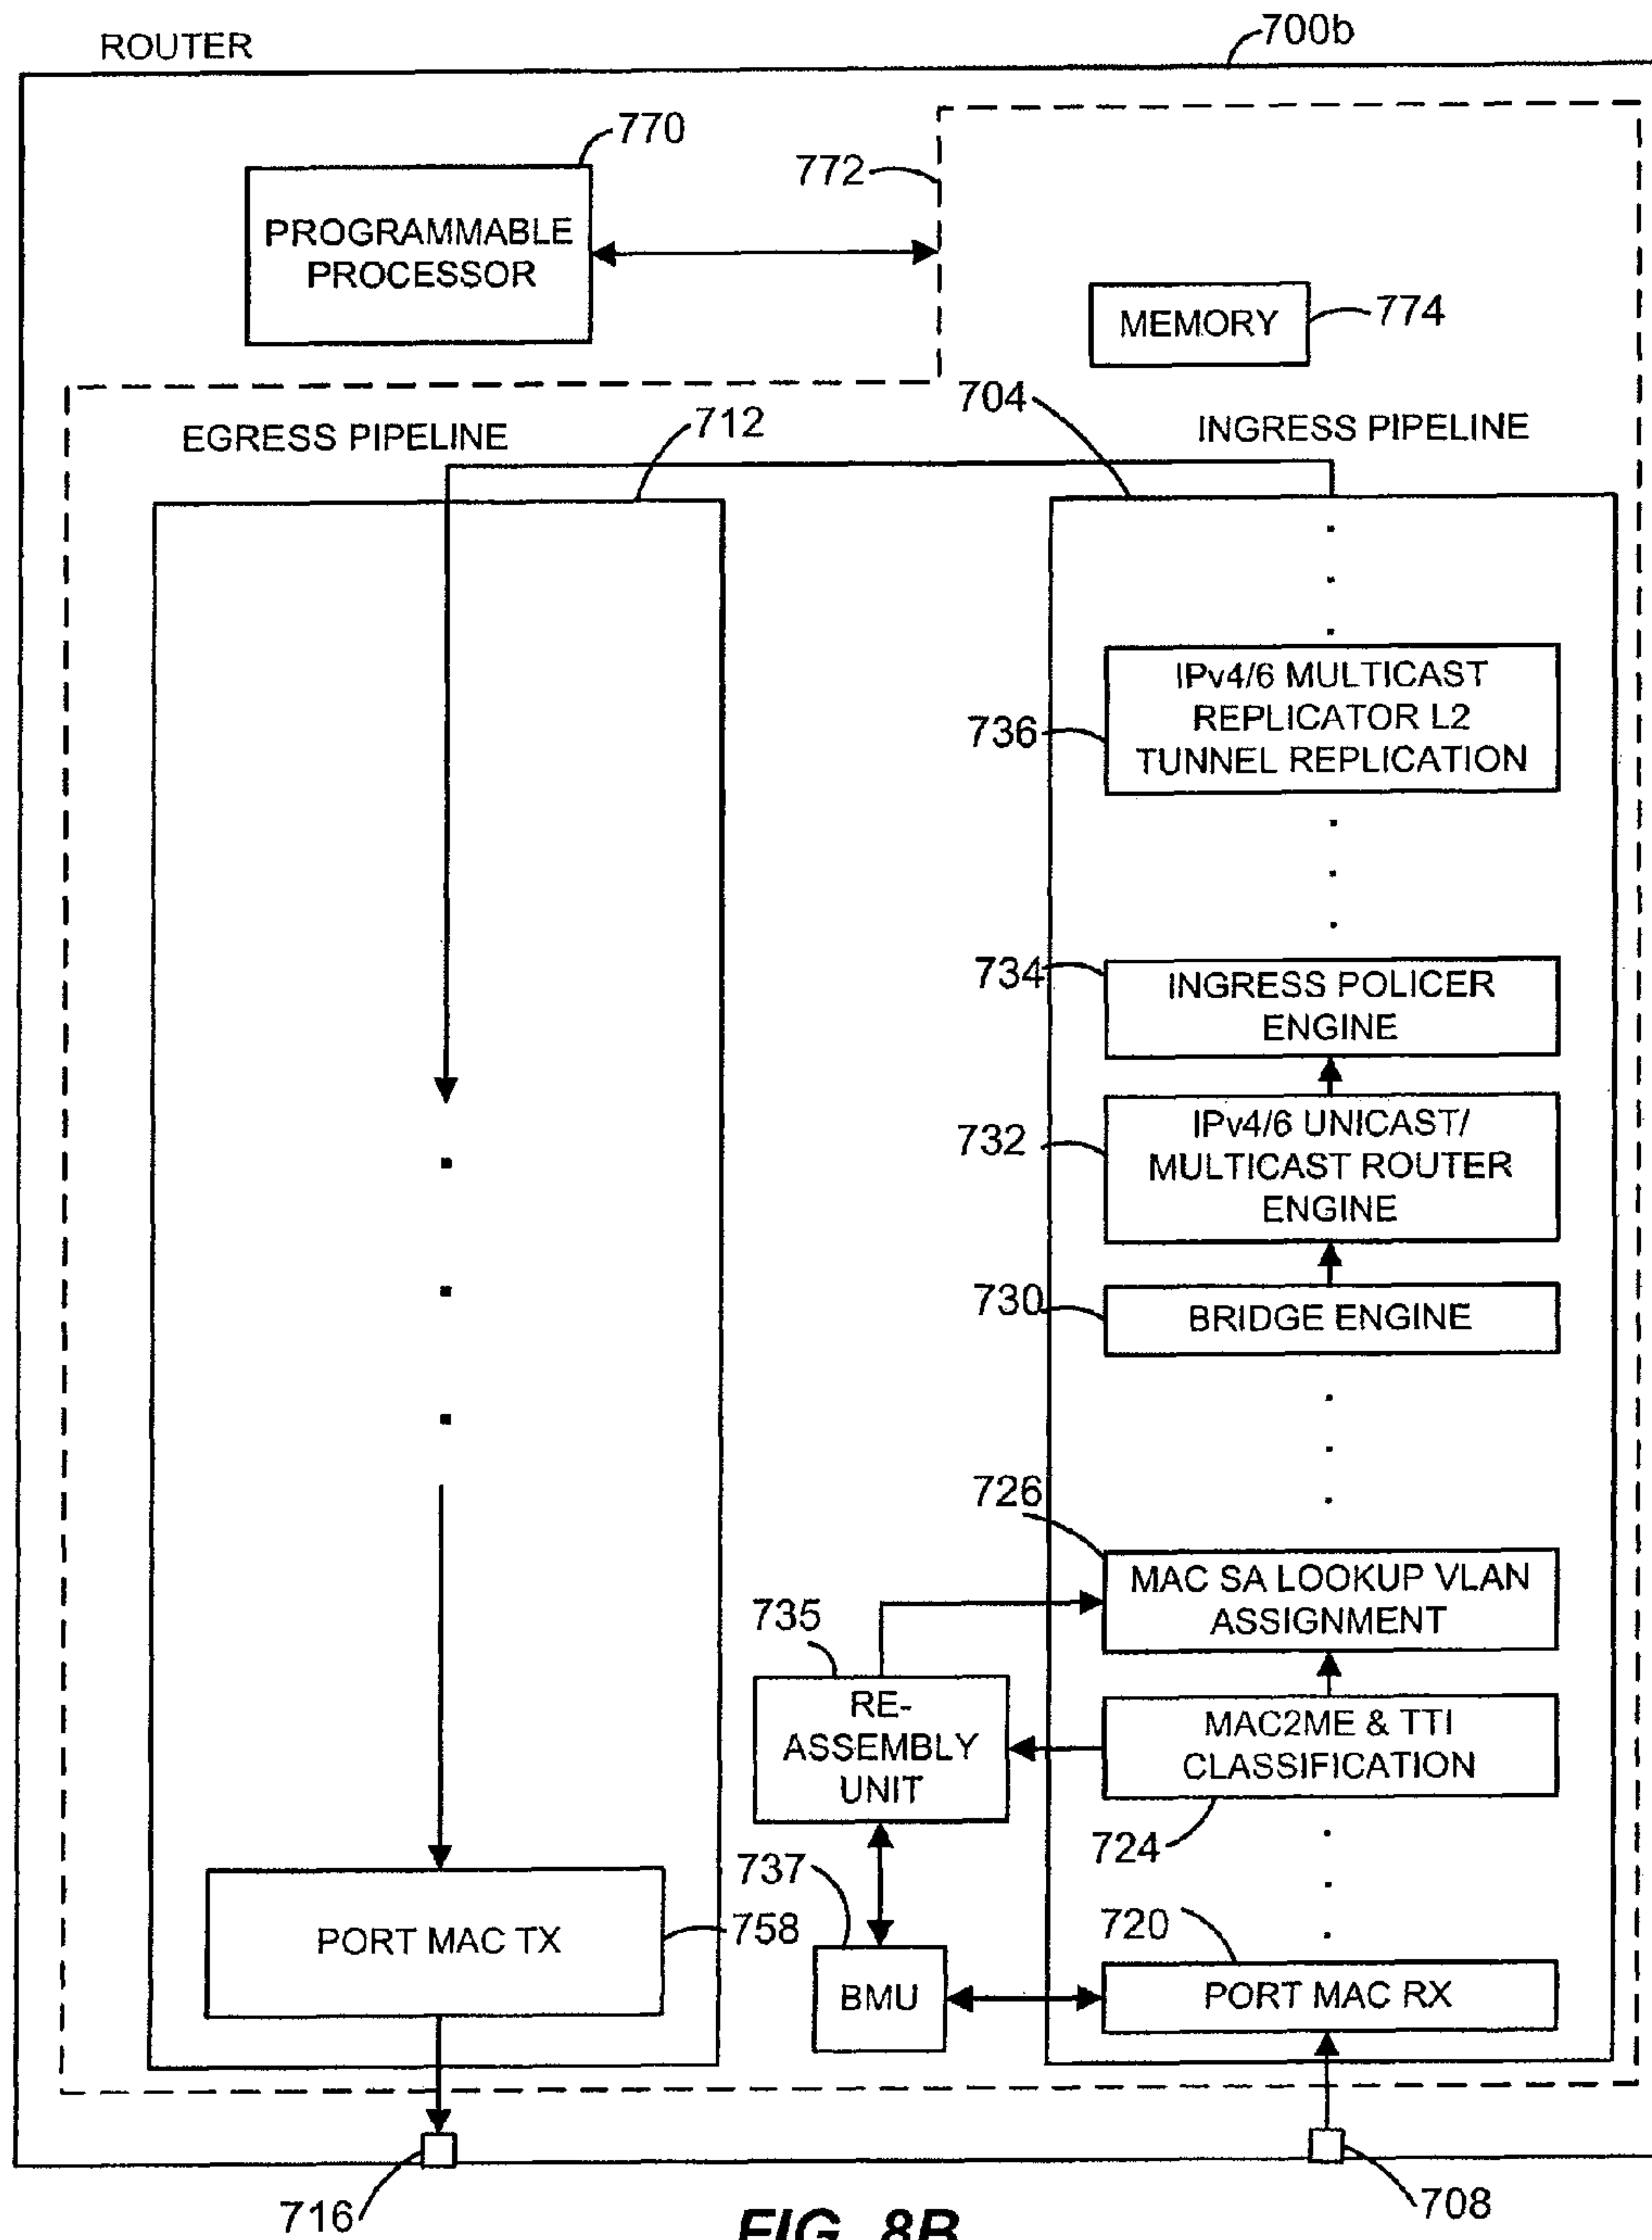 ROUTER
700b
770
772
PROGRAMMABLE
PROCESSOR
MEMORY
774
704
EGRESS PIPELINE
712
INGRESS PIPELINE
IPv4/6 MULTICAST
REPLICATOR L2
TUNNEL REPLICATION
736
734
INGRESS POLICER
ENGINE
732
IPv4/6 UNICAST/
MULTICAST ROUTER
ENGINE
730
BRIDGE ENGINE
726
MAC SA LOOKUP VLAN
ASSIGNMENT
735
RE-
ASSEMBLY
UNIT
MAC2ME & TTI
CLASSIFICATION
724
737
720
PORT MAC TX
758
BMU
PORT MAC RX
716
708
FIG. 8B